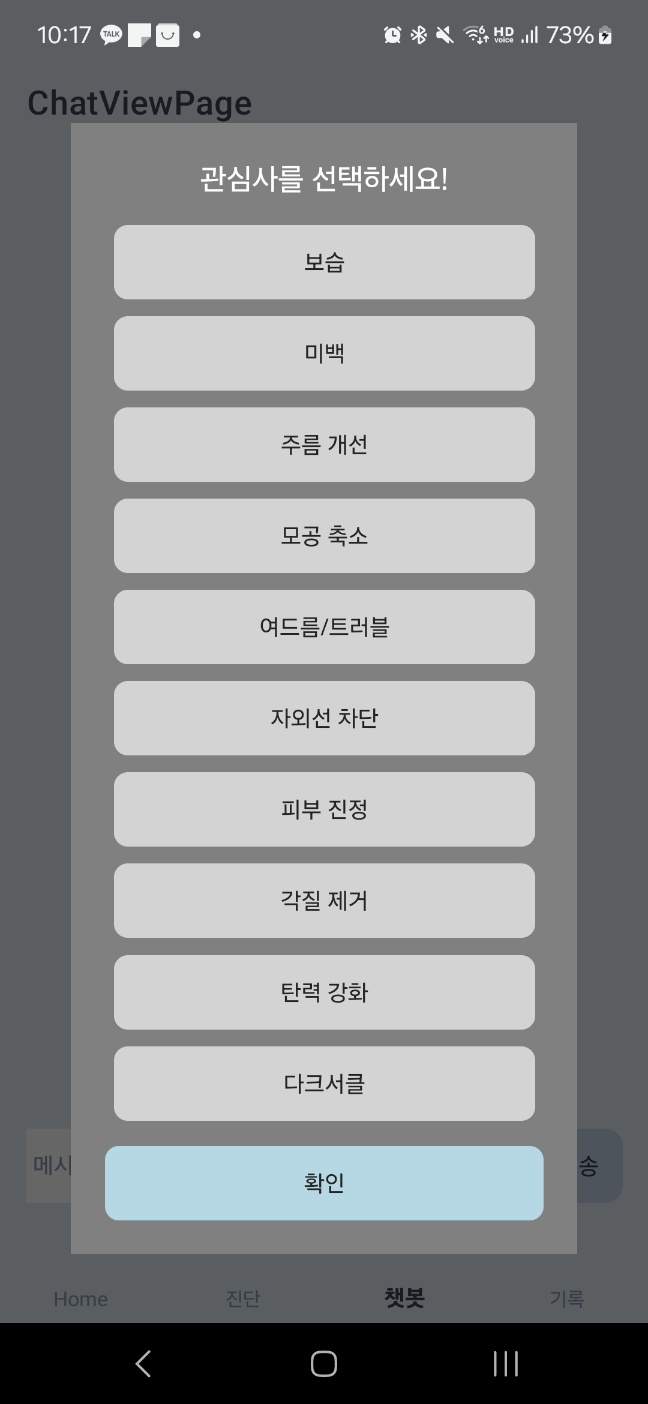 10:17 TALK HD voice 73%
ChatViewPage
관심사를 선택하세요!
보습
미백
주름 개선
모공 축소
여드름/트러블
자외선 차단
피부 진정
각질 제거
탄력 강화
다크서클
메시 송
확인
Home 진단 챗봇 기록